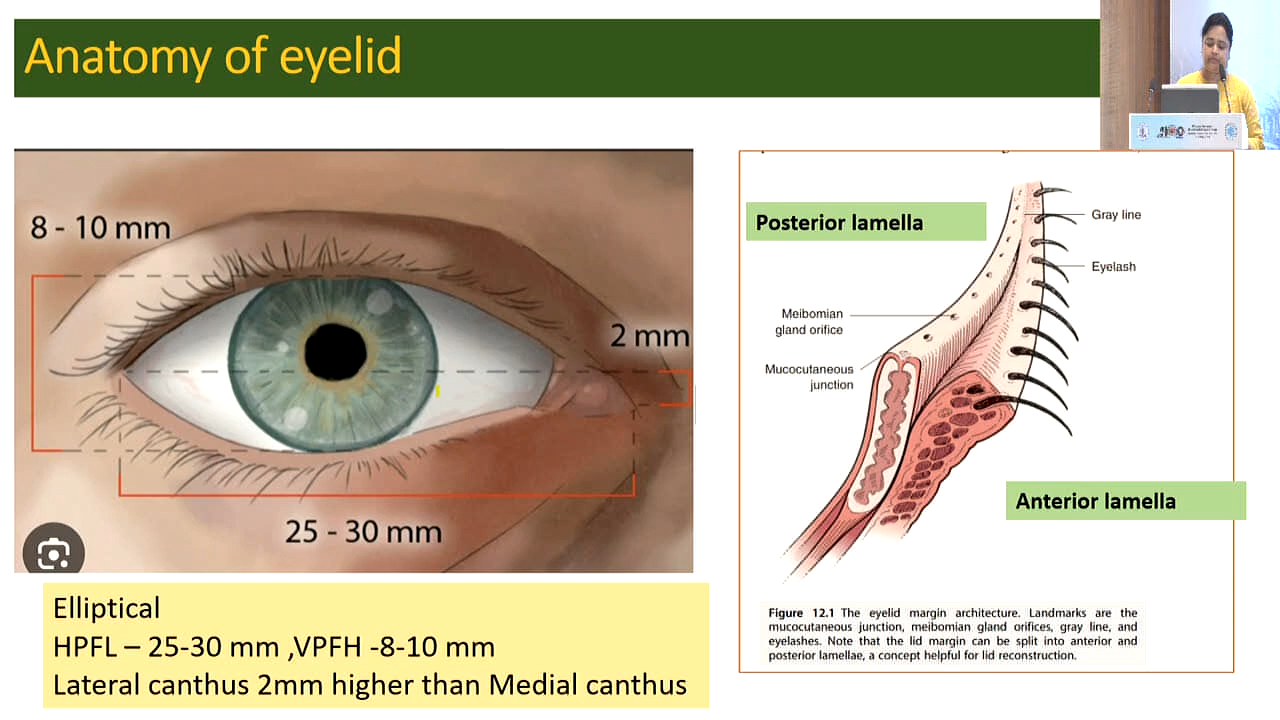 Anatomy of eyelid
8 - 10 mm
2 mm
25 - 30 mm
Elliptical
HPFL – 25-30 mm ,VPFH -8-10 mm
Lateral canthus 2mm higher than Medial canthus
Posterior lamella
Gray line
Eyelash
Meibomian
gland orifice
Mucocutaneous
junction
Anterior lamella
Figure 12.1 The eyelid margin architecture. Landmarks are the
mucocutaneous junction, meibomian gland orifices, gray line, and
eyelashes. Note that the lid margin can be split into anterior and
posterior lamellae, a concept helpful for lid reconstruction.